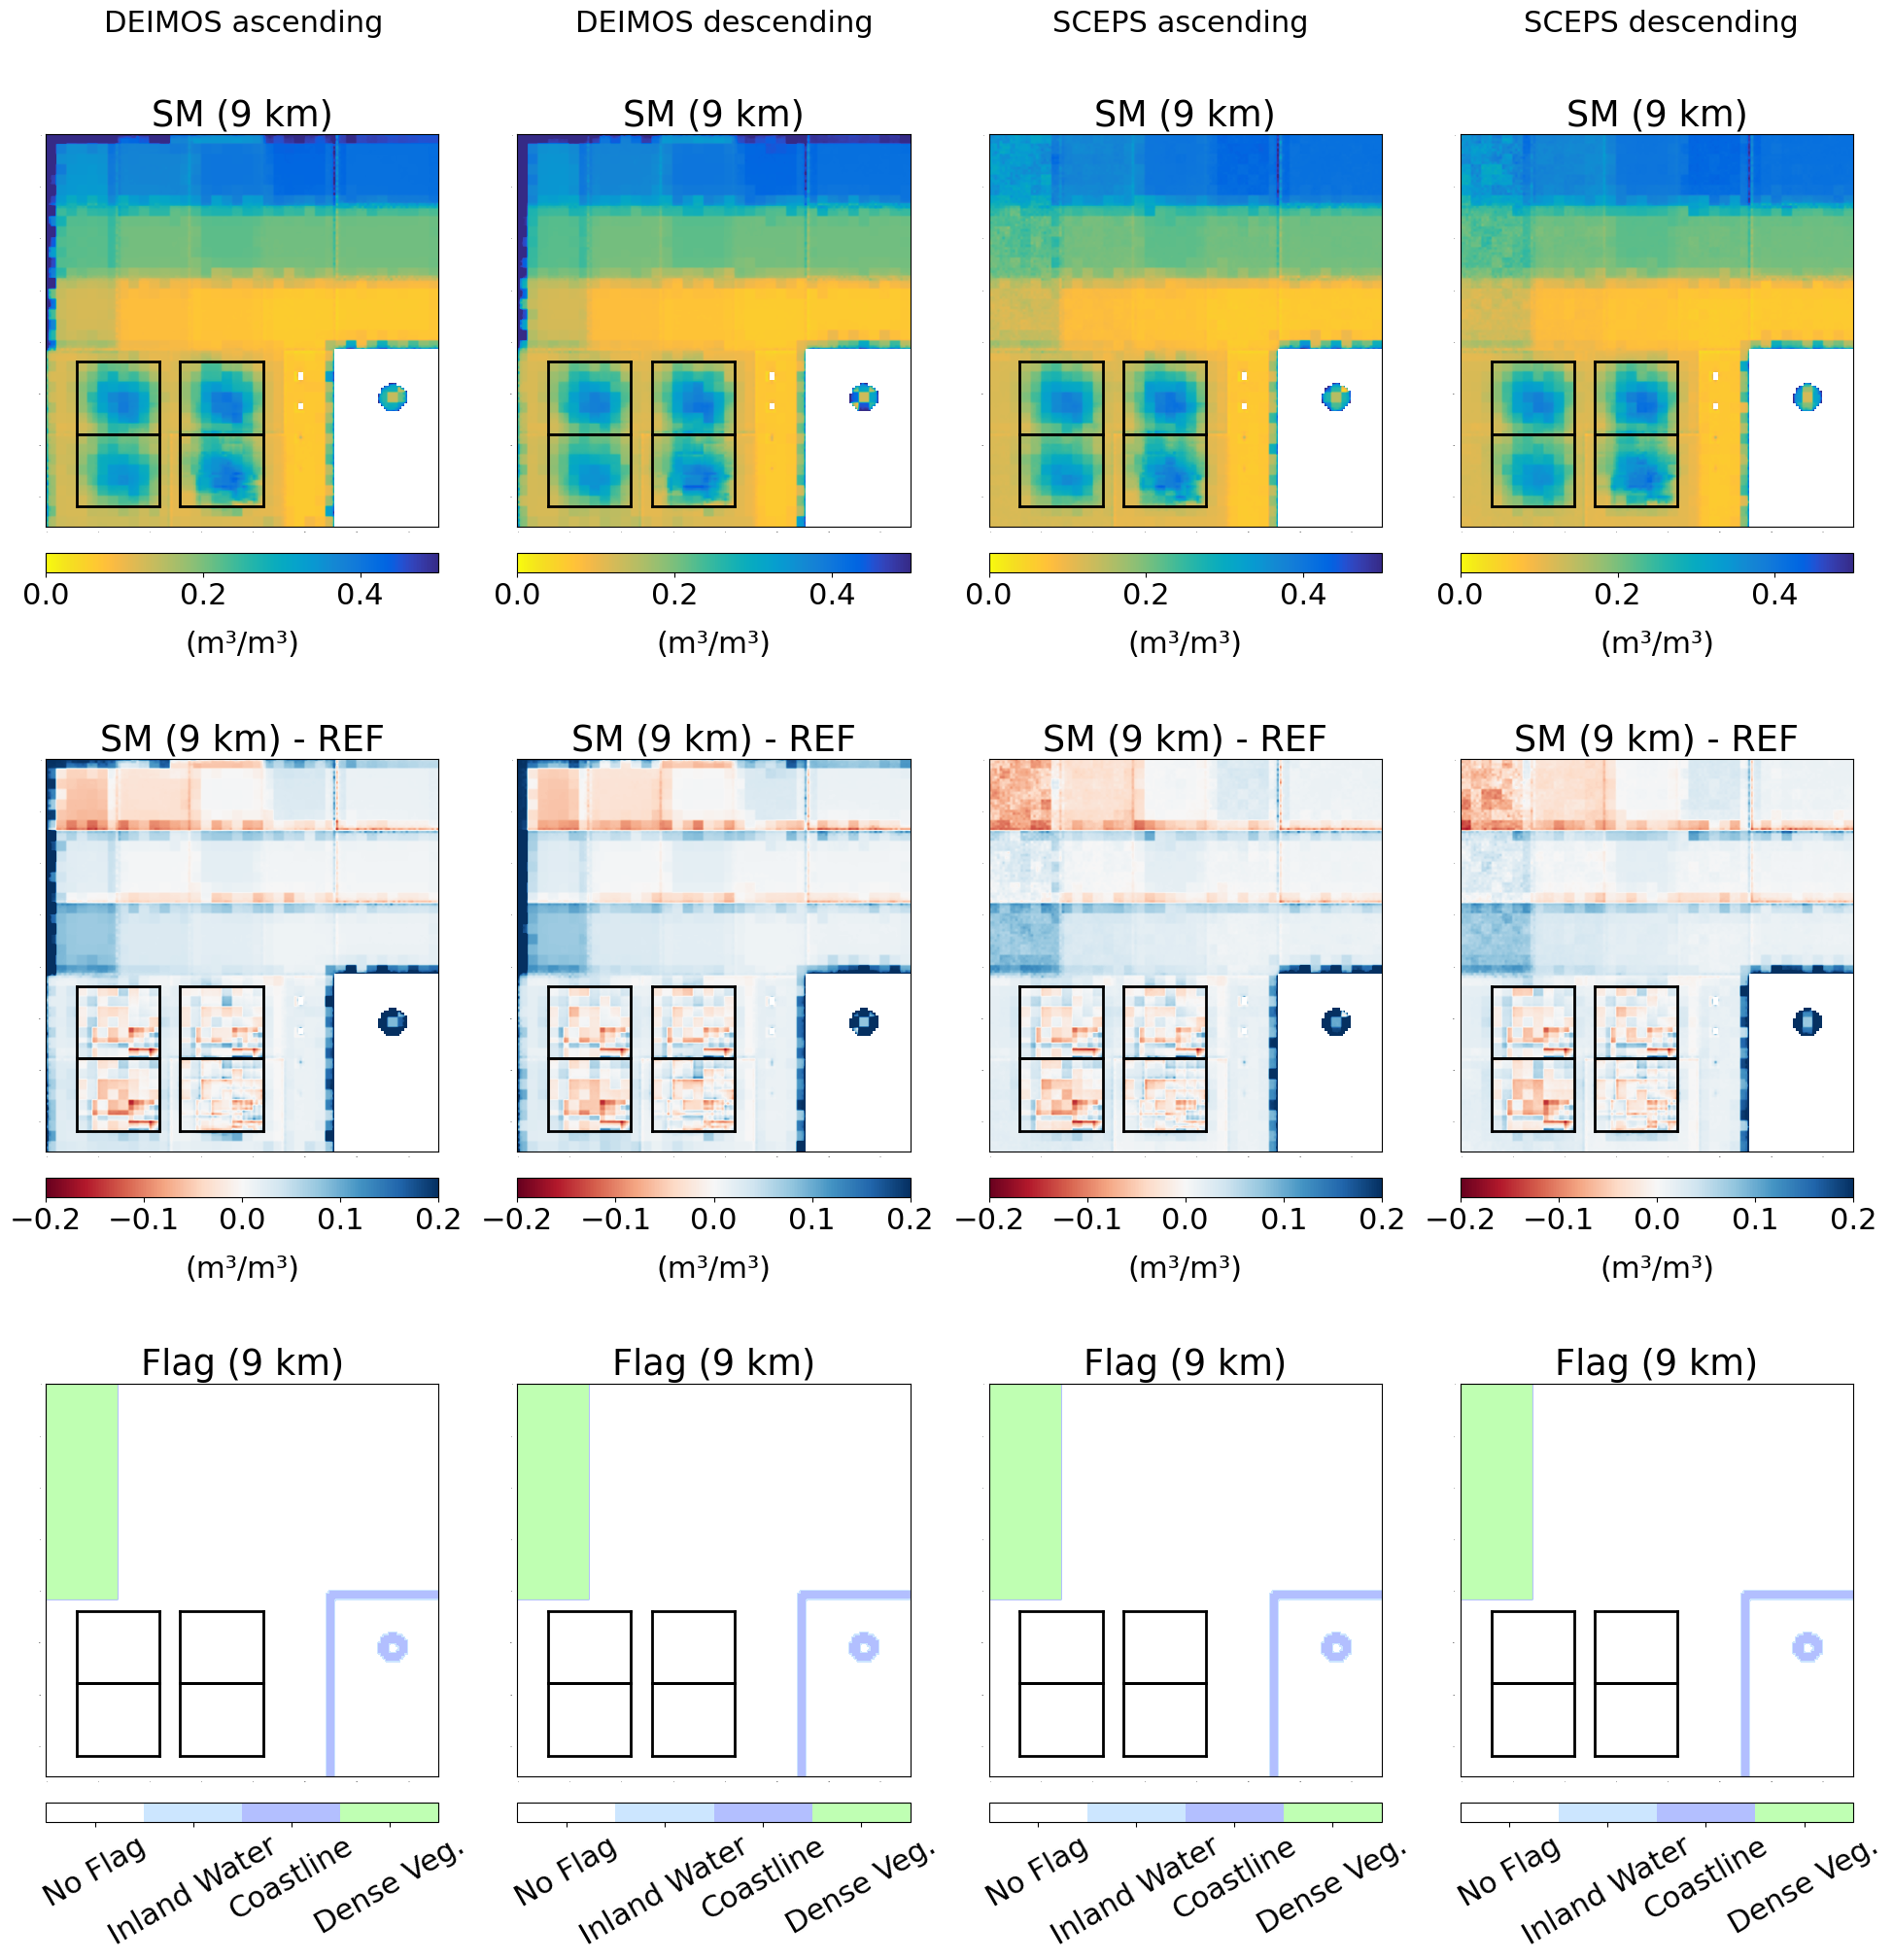 DEIMOS ascending DEIMOS descending SCEPS ascending SCEPS descending
SM (9 km) SM (9 km) SM (9 km) SM (9 km)
0.0 0.2 0.4 0.0 0.2 0.4 0.0 0.2 0.4 0.0 0.2 0.4
(m³/m³) (m³/m³) (m³/m³) (m³/m³)
SM (9 km) - REF SM (9 km) - REF SM (9 km) - REF SM (9 km) - REF
−0.2 −0.1 0.0 0.1 0.2 −0.2 −0.1 0.0 0.1 0.2 −0.2 −0.1 0.0 0.1 0.2 −0.2 −0.1 0.0 0.1 0.2
(m³/m³) (m³/m³) (m³/m³) (m³/m³)
Flag (9 km) Flag (9 km) Flag (9 km) Flag (9 km)
No Flag Inland Water Coastline Dense Veg. No Flag Inland Water Coastline Dense Veg. No Flag Inland Water Coastline Dense Veg. No Flag Inland Water Coastline Dense Veg.